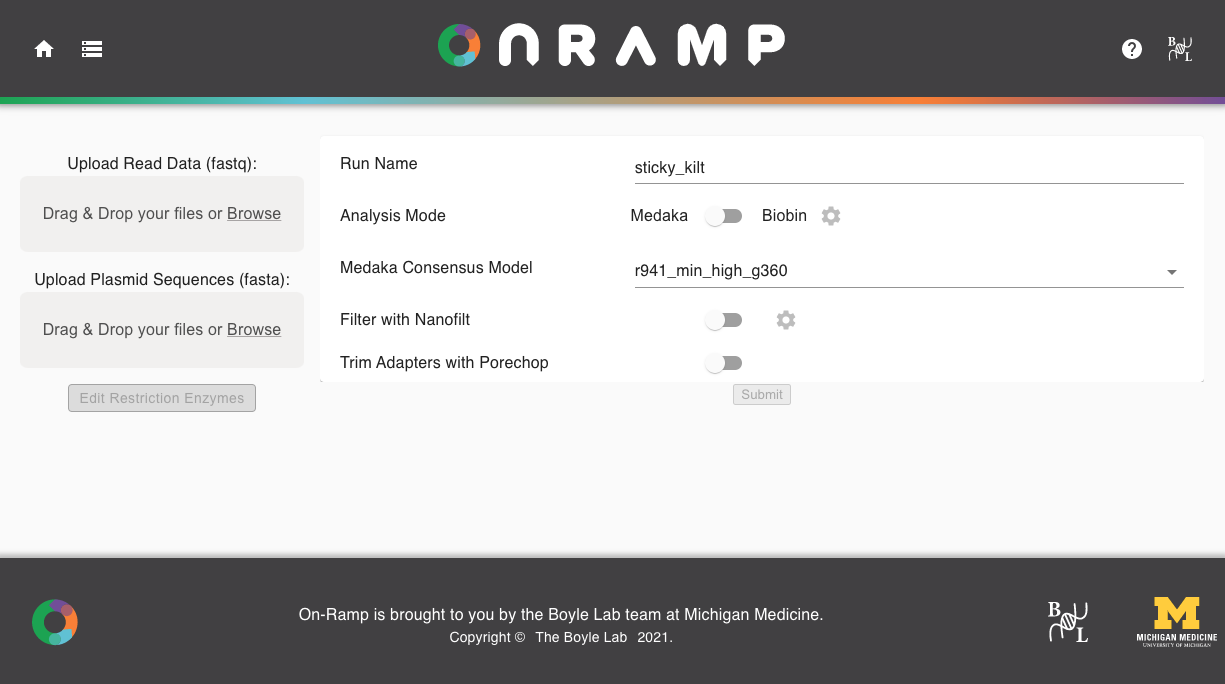 ONRAMP
B L
Upload Read Data (fastq):
Drag & Drop your files or Browse
Upload Plasmid Sequences (fasta):
Drag & Drop your files or Browse
Edit Restriction Enzymes
Run Name
sticky_kilt
Analysis Mode
Medaka
Biobin
Medaka Consensus Model
r941_min_high_g360
Filter with Nanofilt
Trim Adapters with Porechop
Submit
On-Ramp is brought to you by the Boyle Lab team at Michigan Medicine.
Copyright © The Boyle Lab 2021.
B L
M
MICHIGAN MEDICINE
UNIVERSITY OF MICHIGAN